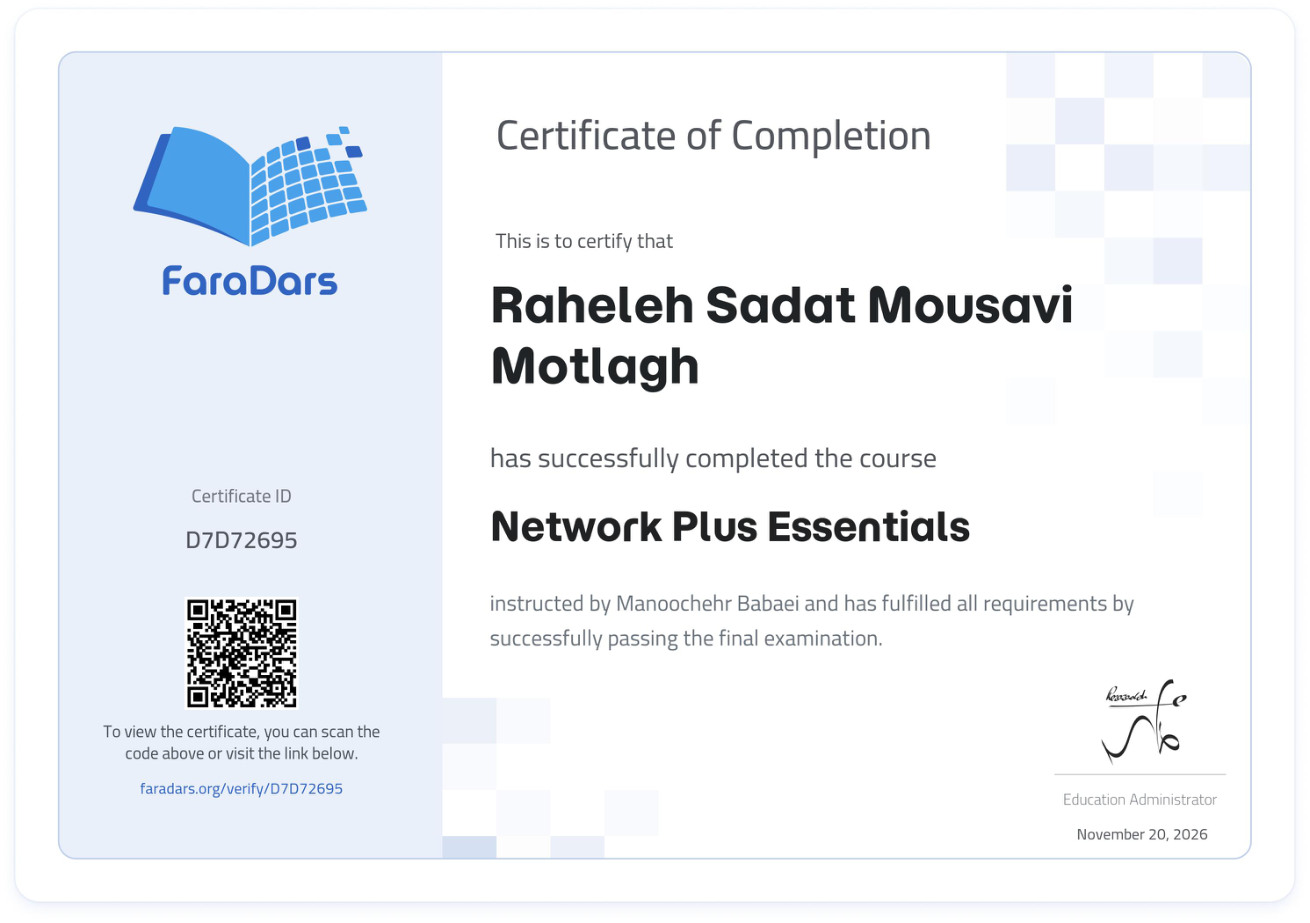 FaraDars
Certificate ID
D7D72695
To view the certificate, you can scan the
code above or visit the link below.
faradars.org/verify/D7D72695
Certificate of Completion
This is to certify that
Raheleh Sadat Mousavi
Motlagh
has successfully completed the course
Network Plus Essentials
instructed by Manoochehr Babaei and has fulfilled all requirements by
successfully passing the final examination.
Education Administrator
November 20, 2026